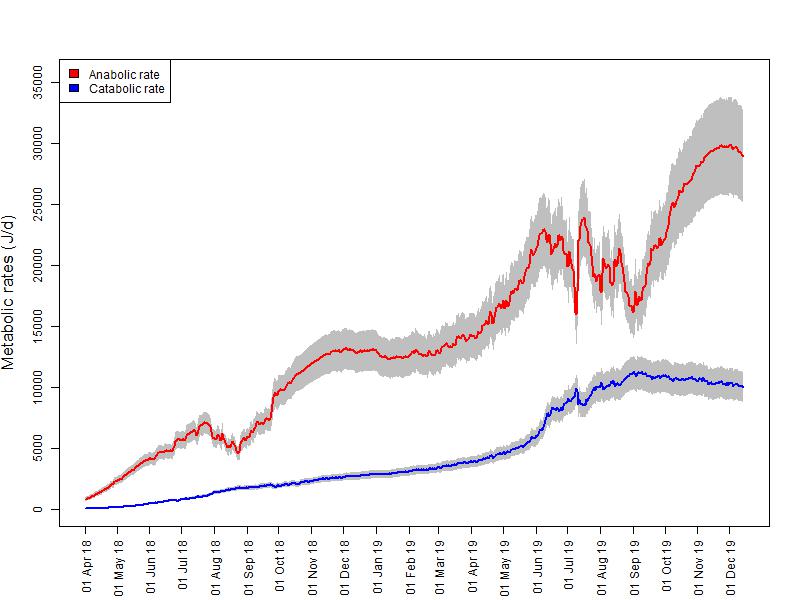 Anabolic rate
Catabolic rate
Metabolic rates (J/d)
35000
30000
25000
20000
15000
10000
5000
0
01 Apr 18
01 May 18
01 Jun 18
01 Jul 18
01 Aug 18
01 Sep 18
01 Oct 18
01 Nov 18
01 Dec 18
01 Jan 19
01 Feb 19
01 Mar 19
01 Apr 19
01 May 19
01 Jun 19
01 Jul 19
01 Aug 19
01 Sep 19
01 Oct 19
01 Nov 19
01 Dec 19